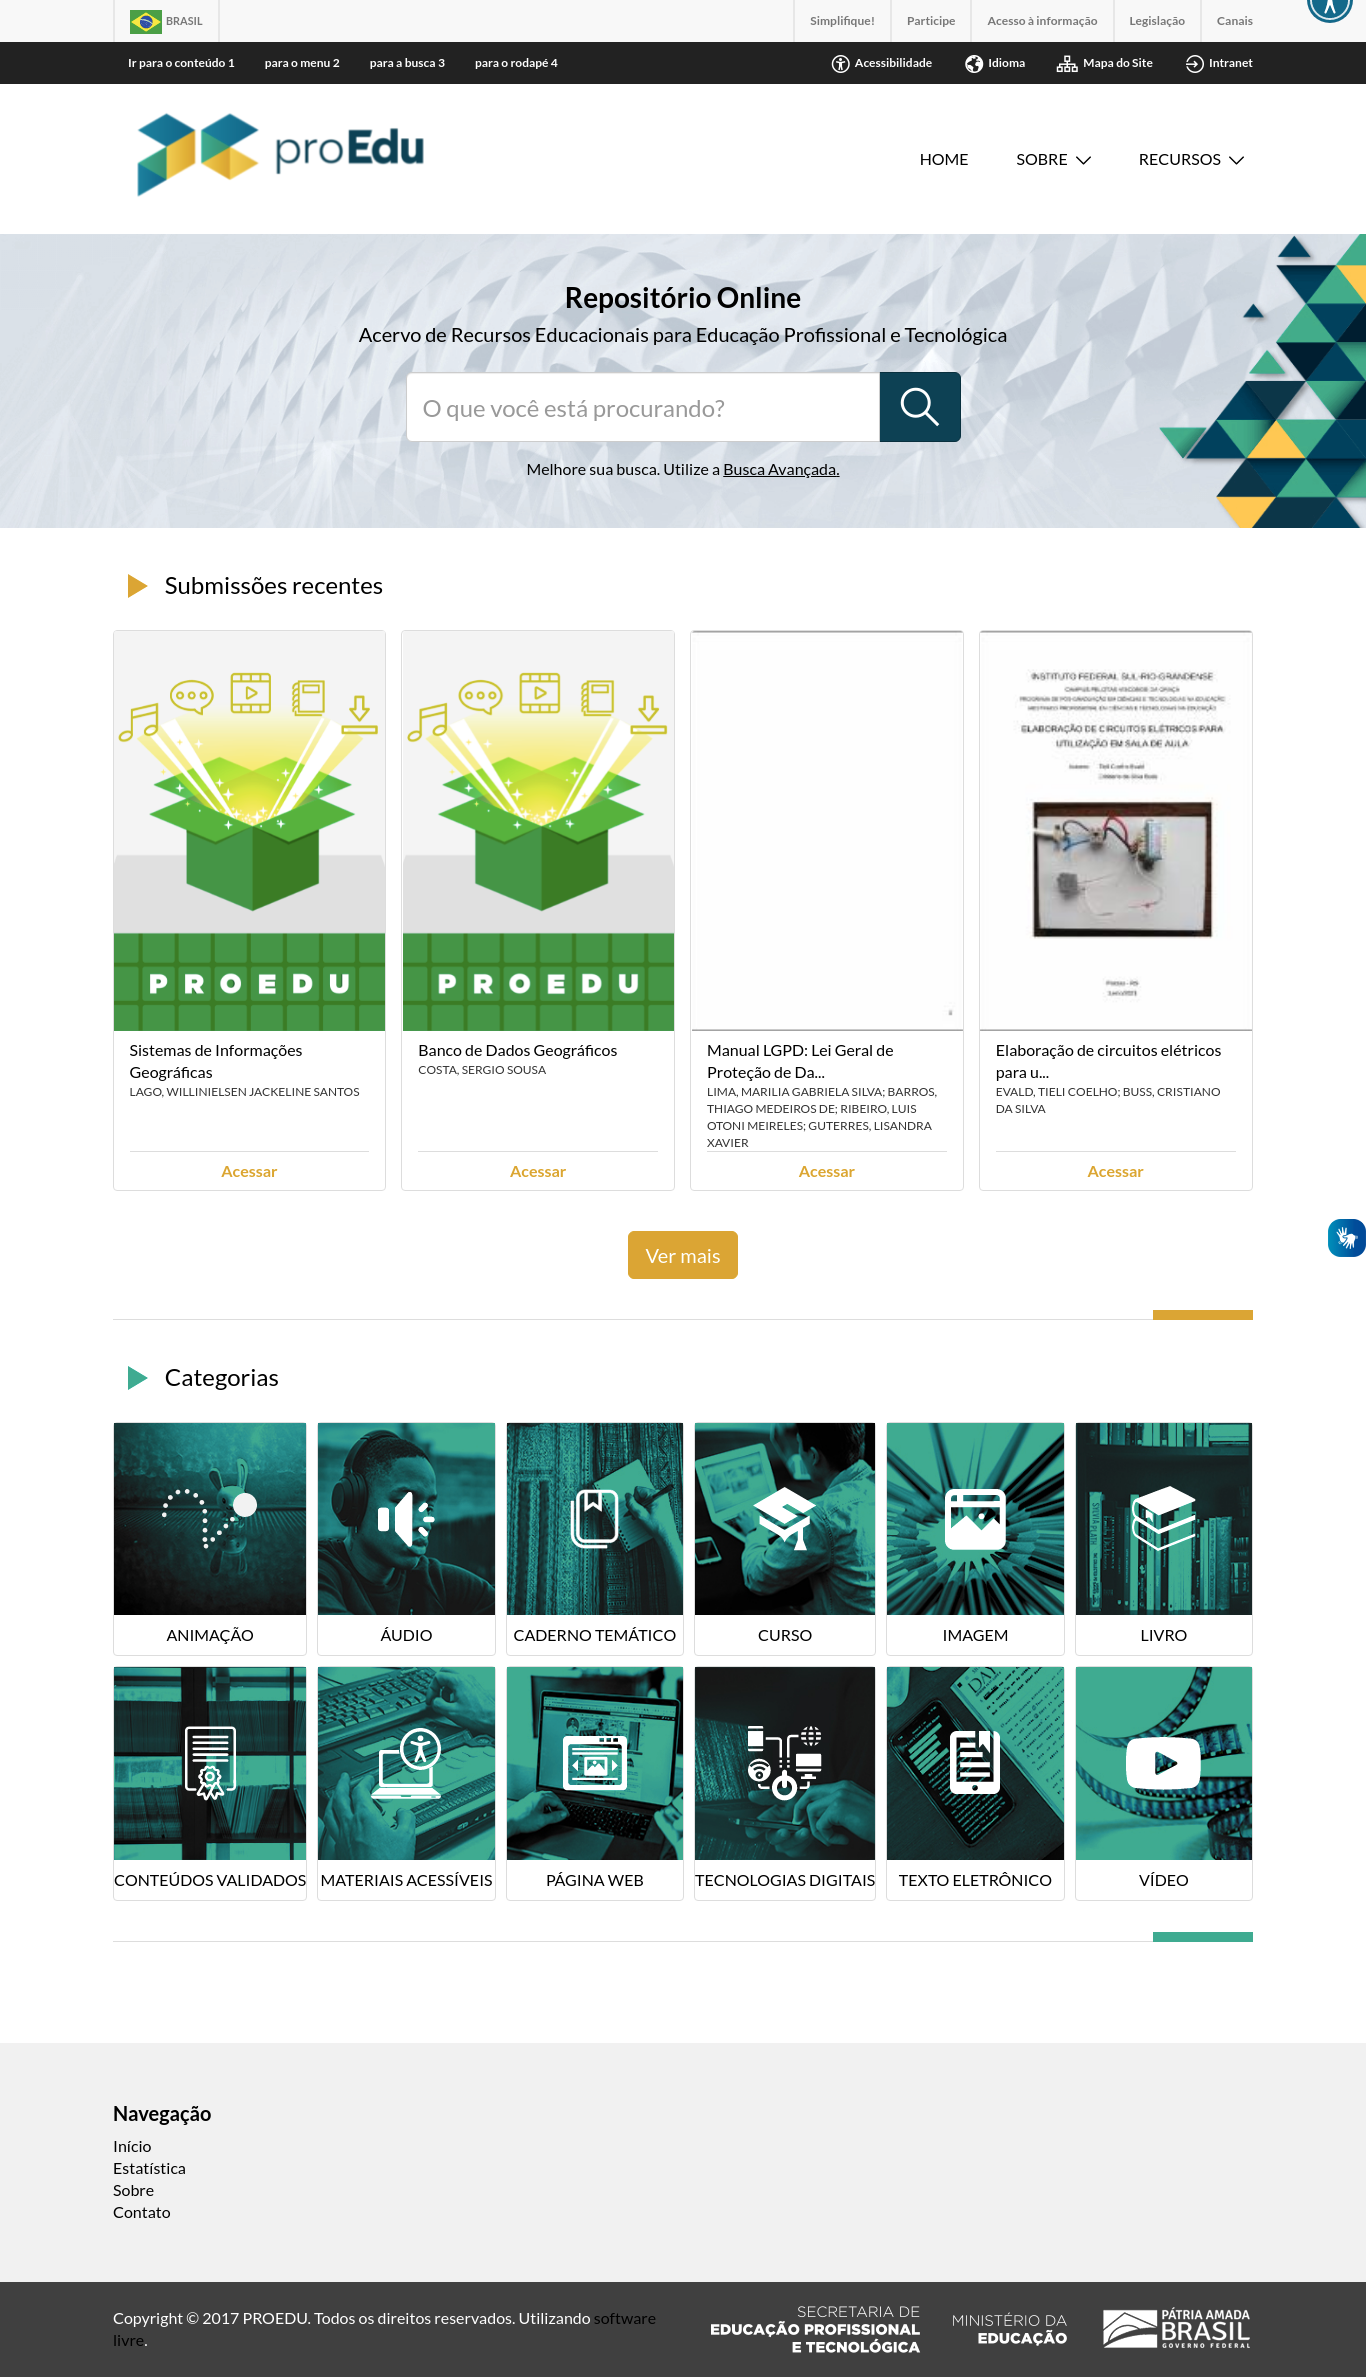 BRASIL
Simplifique!
Participe
Acesso à informação
Legislação
Canais
Ir para o conteúdo 1
para o menu 2
para a busca 3
para o rodapé 4
Acessibilidade
Idioma
Mapa do Site
Intranet
proEdu
HOME
SOBRE
RECURSOS
Repositório Online
Acervo de Recursos Educacionais para Educação Profissional e Tecnológica
O que você está procurando?
Melhore sua busca. Utilize a Busca Avançada.
Submissões recentes
PROEDU
Sistemas de Informações
Geográficas
LAGO, WILLINIELSEN JACKELINE SANTOS
Acessar
PROEDU
Banco de Dados Geográficos
COSTA, SERGIO SOUSA
Acessar
Manual LGPD: Lei Geral de
Proteção de Da...
LIMA, MARILIA GABRIELA SILVA; BARROS,
THIAGO MEDEIROS DE; RIBEIRO, LUIS
OTONI MEIRELES; GUTERRES, LISANDRA
XAVIER
Acessar
INSTITUTO FEDERAL SUL-RIO-GRANDENSE
ELABORAÇÃO DE CIRCUITOS ELÉTRICOS PARA
UTILIZAÇÃO EM SALA DE AULA
Elaboração de circuitos elétricos
para u...
EVALD, TIELI COELHO; BUSS, CRISTIANO
DA SILVA
Acessar
Ver mais
Categorias
ANIMAÇÃO
ÁUDIO
CADERNO TEMÁTICO
CURSO
IMAGEM
LIVRO
CONTEÚDOS VALIDADOS
MATERIAIS ACESSÍVEIS
PÁGINA WEB
TECNOLOGIAS DIGITAIS
TEXTO ELETRÔNICO
VÍDEO
Navegação
Início
Estatística
Sobre
Contato
Copyright © 2017 PROEDU. Todos os direitos reservados. Utilizando software
livre.
SECRETARIA DE
EDUCAÇÃO PROFISSIONAL
E TECNOLÓGICA
MINISTÉRIO DA
EDUCAÇÃO
PÁTRIA AMADA
BRASIL
GOVERNO FEDERAL